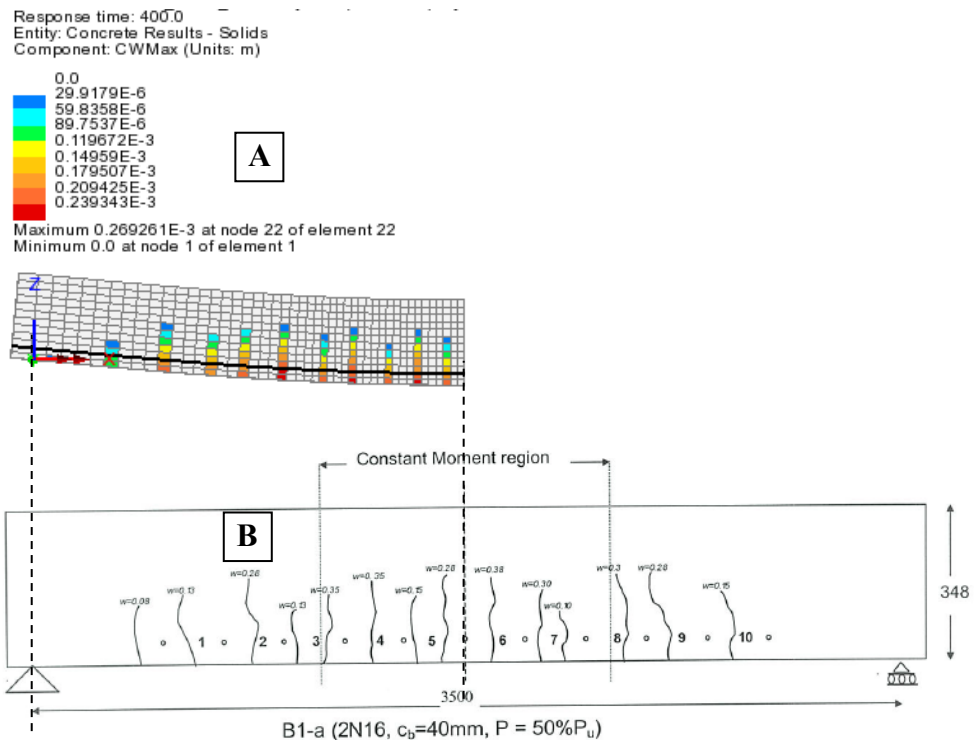 Response time: 400.0
Entity: Concrete Results - Solids
Component: CWMax (Units: m)
0.0
29.9179E-6
59.8358E-6
89.7537E-6
0.119672E-3
0.14959E-3
0.179507E-3
0.209425E-3
0.239343E-3
A
Maximum 0.269261E-3 at node 22 of element 22
Minimum 0.0 at node 1 of element 1
Z
X
Constant Moment region
B
w=0.08 w=0.13 w=0.26 w=0.13 w=0.35 w=0.35 w=0.15 w=0.28 w=0.38 w=0.30 w=0.10 w=0.3 w=0.28 w=0.15
348
1 2 3 4 5 6 7 8 9 10
3500
B1-a (2N16, cb=40mm, P = 50%Pu)